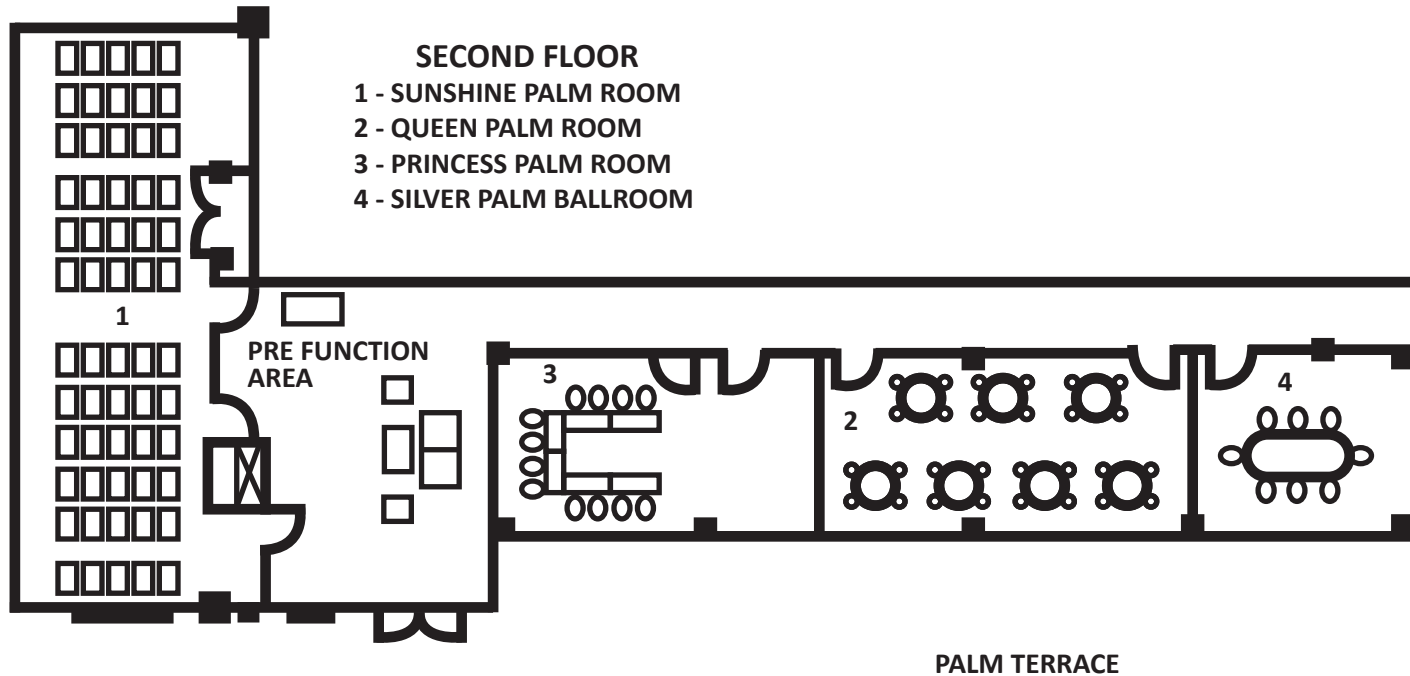 SECOND FLOOR
1 - SUNSHINE PALM ROOM
2 - QUEEN PALM ROOM
3 - PRINCESS PALM ROOM
4 - SILVER PALM BALLROOM
1
PRE FUNCTION
AREA
3
2
4
PALM TERRACE